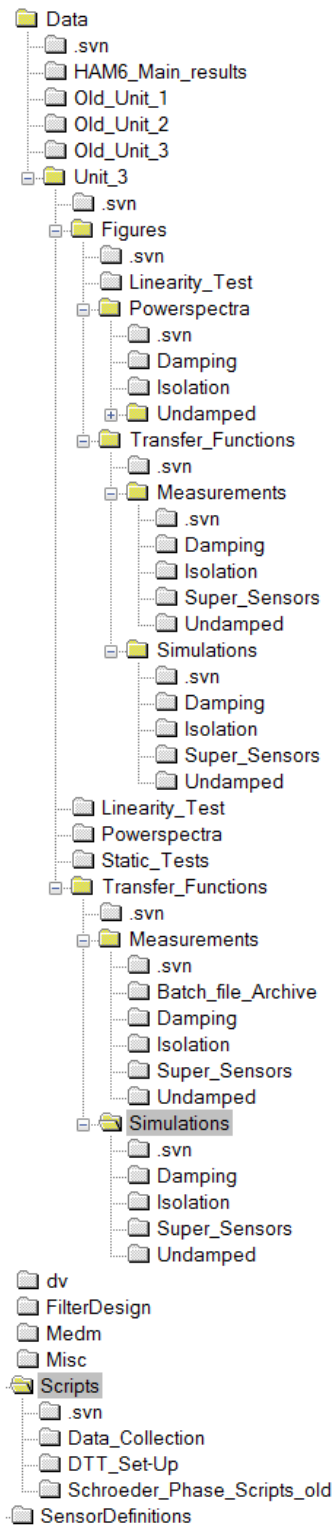 Data
.svn
HAM6_Main_results
Old_Unit_1
Old_Unit_2
Old_Unit_3
Unit_3
.svn
Figures
.svn
Linearity_Test
Powerspectra
.svn
Damping
Isolation
Undamped
Transfer_Functions
.svn
Measurements
.svn
Damping
Isolation
Super_Sensors
Undamped
Simulations
.svn
Damping
Isolation
Super_Sensors
Undamped
Linearity_Test
Powerspectra
Static_Tests
Transfer_Functions
.svn
Measurements
.svn
Batch_file_Archive
Damping
Isolation
Super_Sensors
Undamped
Simulations
.svn
Damping
Isolation
Super_Sensors
Undamped
dv
FilterDesign
Medm
Misc
Scripts
.svn
Data_Collection
DTT_Set-Up
Schroeder_Phase_Scripts_old
SensorDefinitions